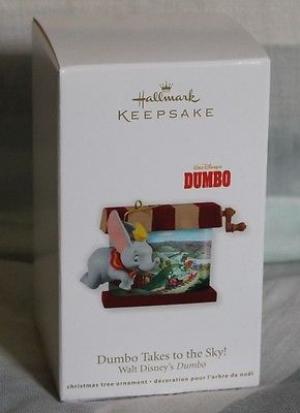 Hallmark
KEEPSAKE
Walt Disney's
DUMBO
Dumbo Takes to the Sky!
Walt Disney's Dumbo
christmas tree ornament • décoration pour l'arbre de noël